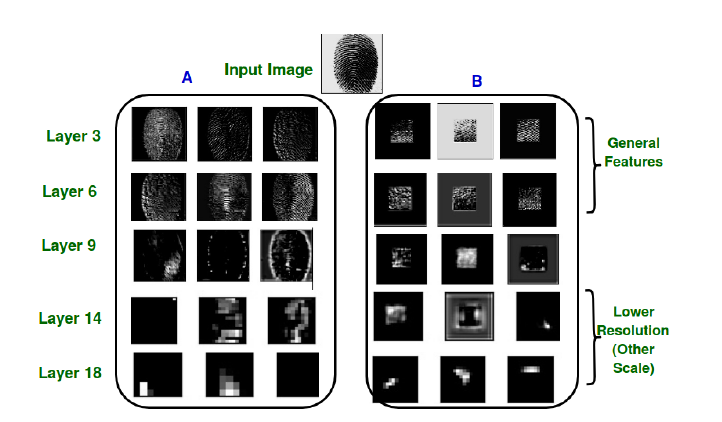 Input Image
A
B
Layer 3
General
Features
Layer 6
Layer 9
Layer 14
Lower
Resolution
(Other
Scale)
Layer 18